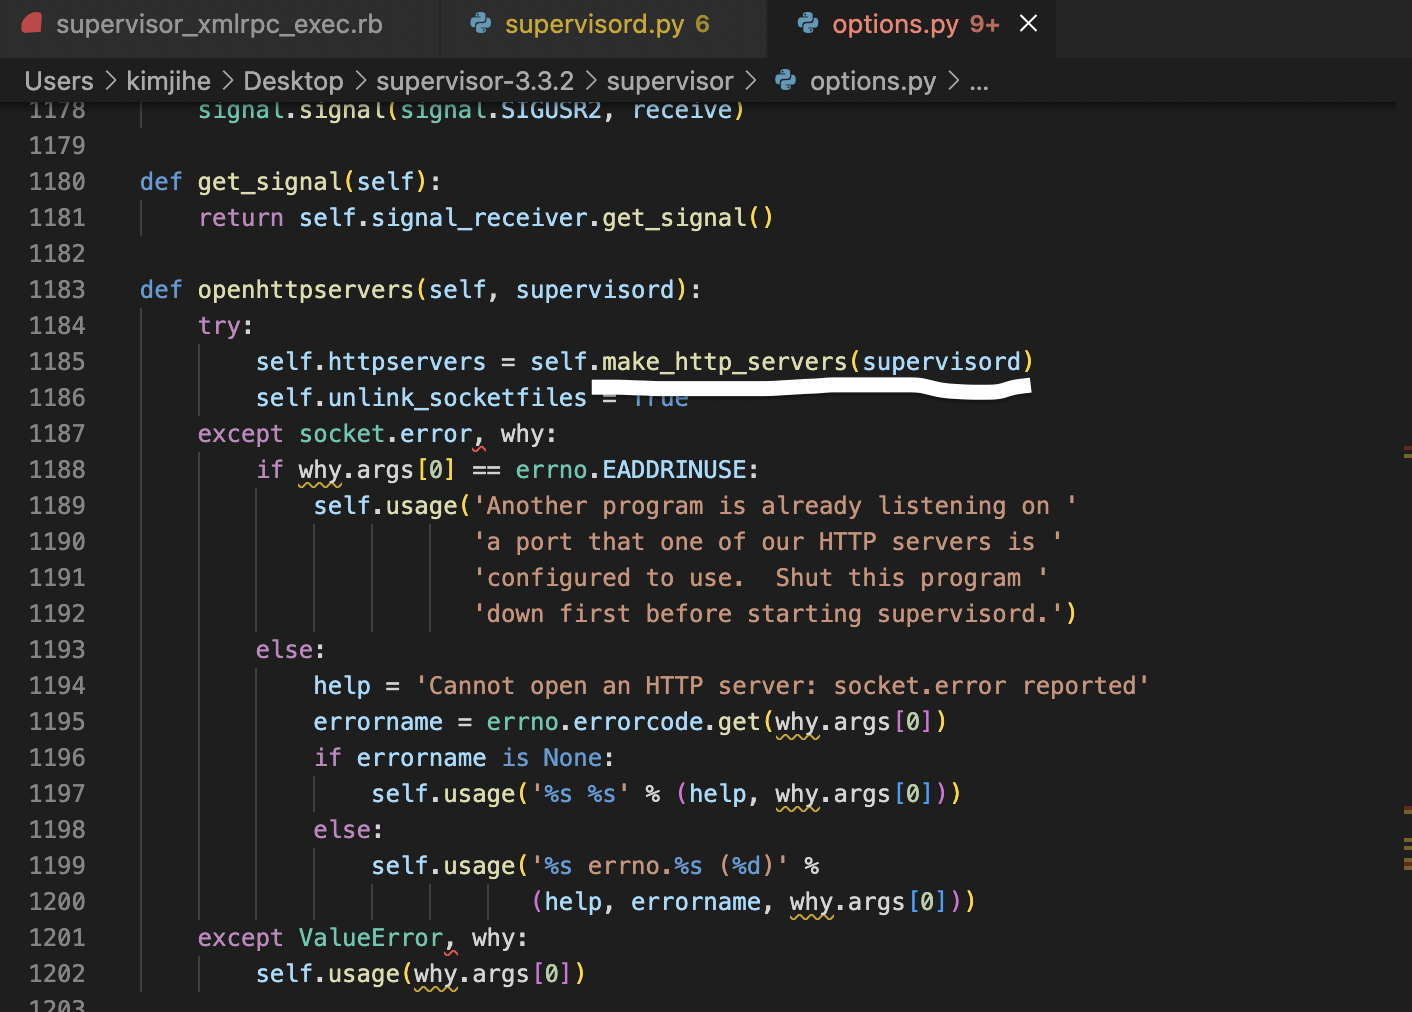 supervisor_xmlrpc_exec.rb supervisord.py 6 options.py 9+
Users > kimjihe > Desktop > supervisor-3.3.2 > supervisor > options.py > ...
1178 signal.signal(signal.SIGUSR2, receive)
1179
1180 def get_signal(self):
1181 return self.signal_receiver.get_signal()
1182
1183 def openhttpservers(self, supervisord):
1184 try:
1185 self.httpservers = self.make_http_servers(supervisord)
1186 self.unlink_socketfiles = True
1187 except socket.error, why:
1188 if why.args[0] == errno.EADDRINUSE:
1189 self.usage('Another program is already listening on '
1190 'a port that one of our HTTP servers is '
1191 'configured to use.  Shut this program '
1192 'down first before starting supervisord.')
1193 else:
1194 help = 'Cannot open an HTTP server: socket.error reported'
1195 errorname = errno.errorcode.get(why.args[0])
1196 if errorname is None:
1197 self.usage('%s %s' % (help, why.args[0]))
1198 else:
1199 self.usage('%s errno.%s (%d)' %
1200 (help, errorname, why.args[0]))
1201 except ValueError, why:
1202 self.usage(why.args[0])
1203